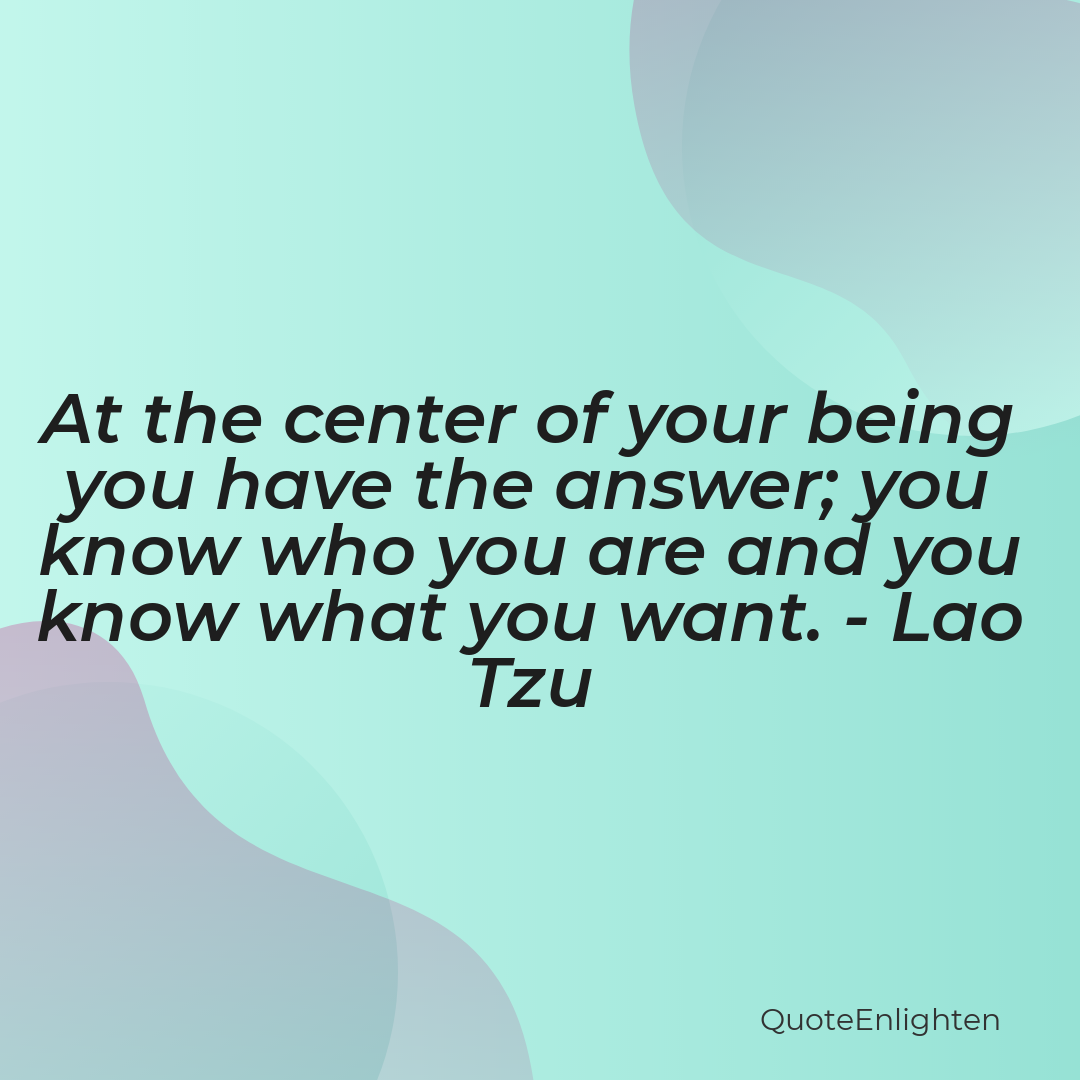 At the center of your being
you have the answer; you
know who you are and you
know what you want. - Lao
Tzu
QuoteEnlighten